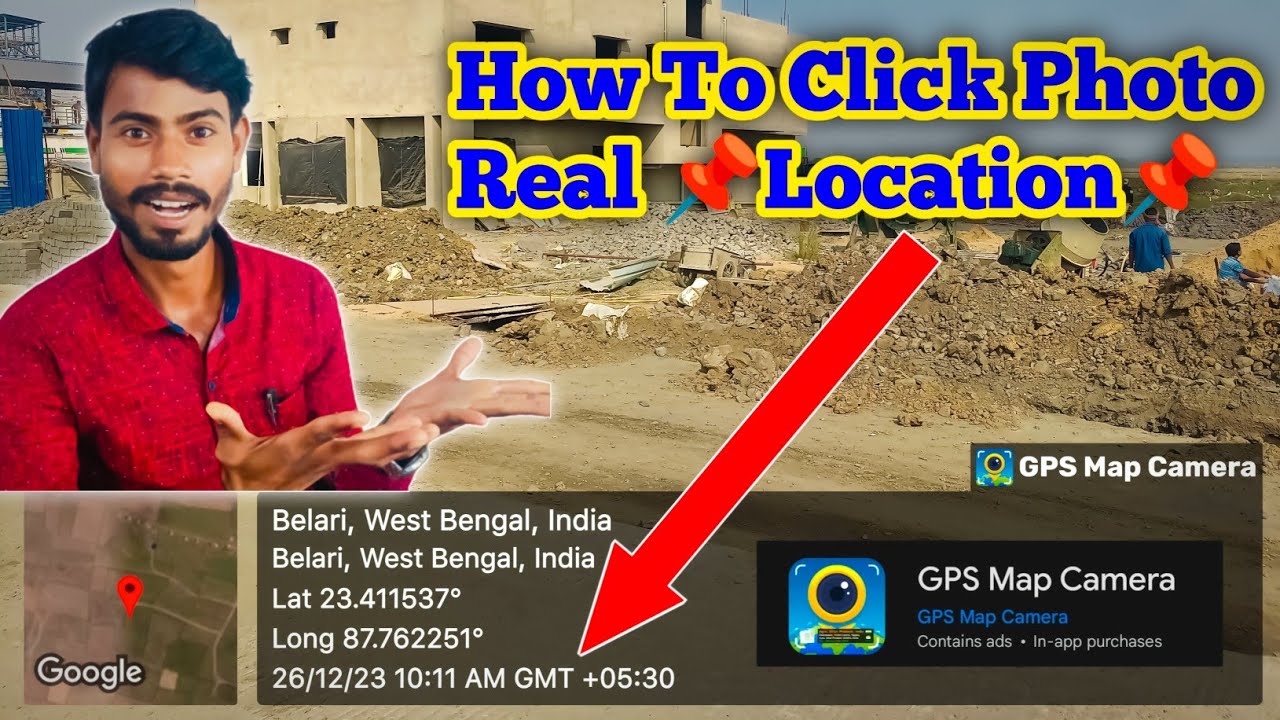 How To Click Photo
Real 📌Location📌
GPS Map Camera
Belari, West Bengal, India
Belari, West Bengal, India
Lat 23.411537°
Long 87.762251°
26/12/23 10:11 AM GMT +05:30
Google
GPS Map Camera
GPS Map Camera
Contains ads • In-app purchases